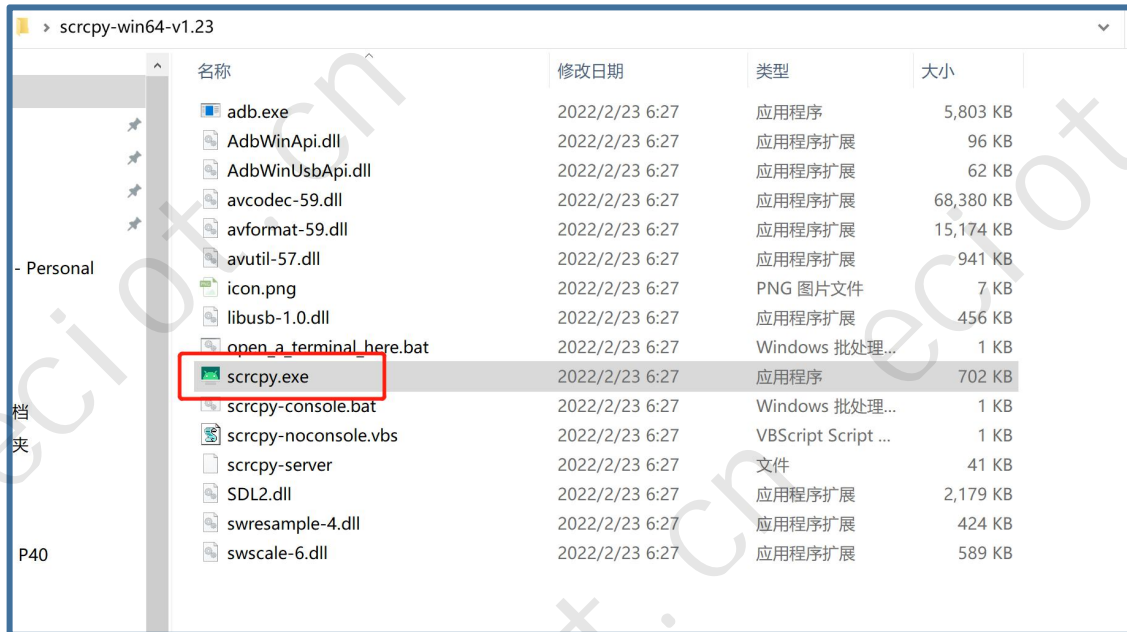 scrcpy-win64-v1.23
名称 修改日期 类型 大小
adb.exe 2022/2/23 6:27 应用程序 5,803 KB
AdbWinApi.dll 2022/2/23 6:27 应用程序扩展 96 KB
AdbWinUsbApi.dll 2022/2/23 6:27 应用程序扩展 62 KB
avcodec-59.dll 2022/2/23 6:27 应用程序扩展 68,380 KB
avformat-59.dll 2022/2/23 6:27 应用程序扩展 15,174 KB
avutil-57.dll 2022/2/23 6:27 应用程序扩展 941 KB
- Personal
icon.png 2022/2/23 6:27 PNG 图片文件 7 KB
libusb-1.0.dll 2022/2/23 6:27 应用程序扩展 456 KB
open_a_terminal_here.bat 2022/2/23 6:27 Windows 批处理... 1 KB
scrcpy.exe 2022/2/23 6:27 应用程序 702 KB
档
scrcpy-console.bat 2022/2/23 6:27 Windows 批处理... 1 KB
夹
scrcpy-noconsole.vbs 2022/2/23 6:27 VBScript Script ... 1 KB
scrcpy-server 2022/2/23 6:27 文件 41 KB
SDL2.dll 2022/2/23 6:27 应用程序扩展 2,179 KB
swresample-4.dll 2022/2/23 6:27 应用程序扩展 424 KB
P40
swscale-6.dll 2022/2/23 6:27 应用程序扩展 589 KB
eciot.cn
eciot